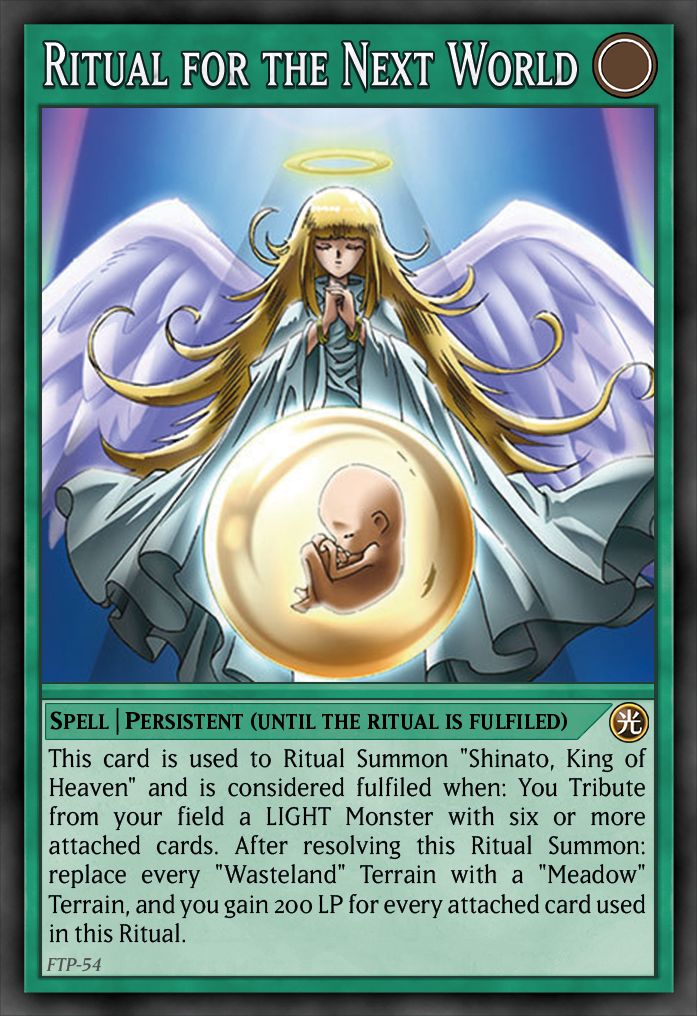 Ritual for the Next World
Spell | Persistent (until the ritual is fulfiled)
光
This card is used to Ritual Summon "Shinato, King of
Heaven" and is considered fulfiled when: You Tribute
from your field a LIGHT Monster with six or more
attached cards. After resolving this Ritual Summon:
replace every "Wasteland" Terrain with a "Meadow"
Terrain, and you gain 200 LP for every attached card used
in this Ritual.
FTP-54